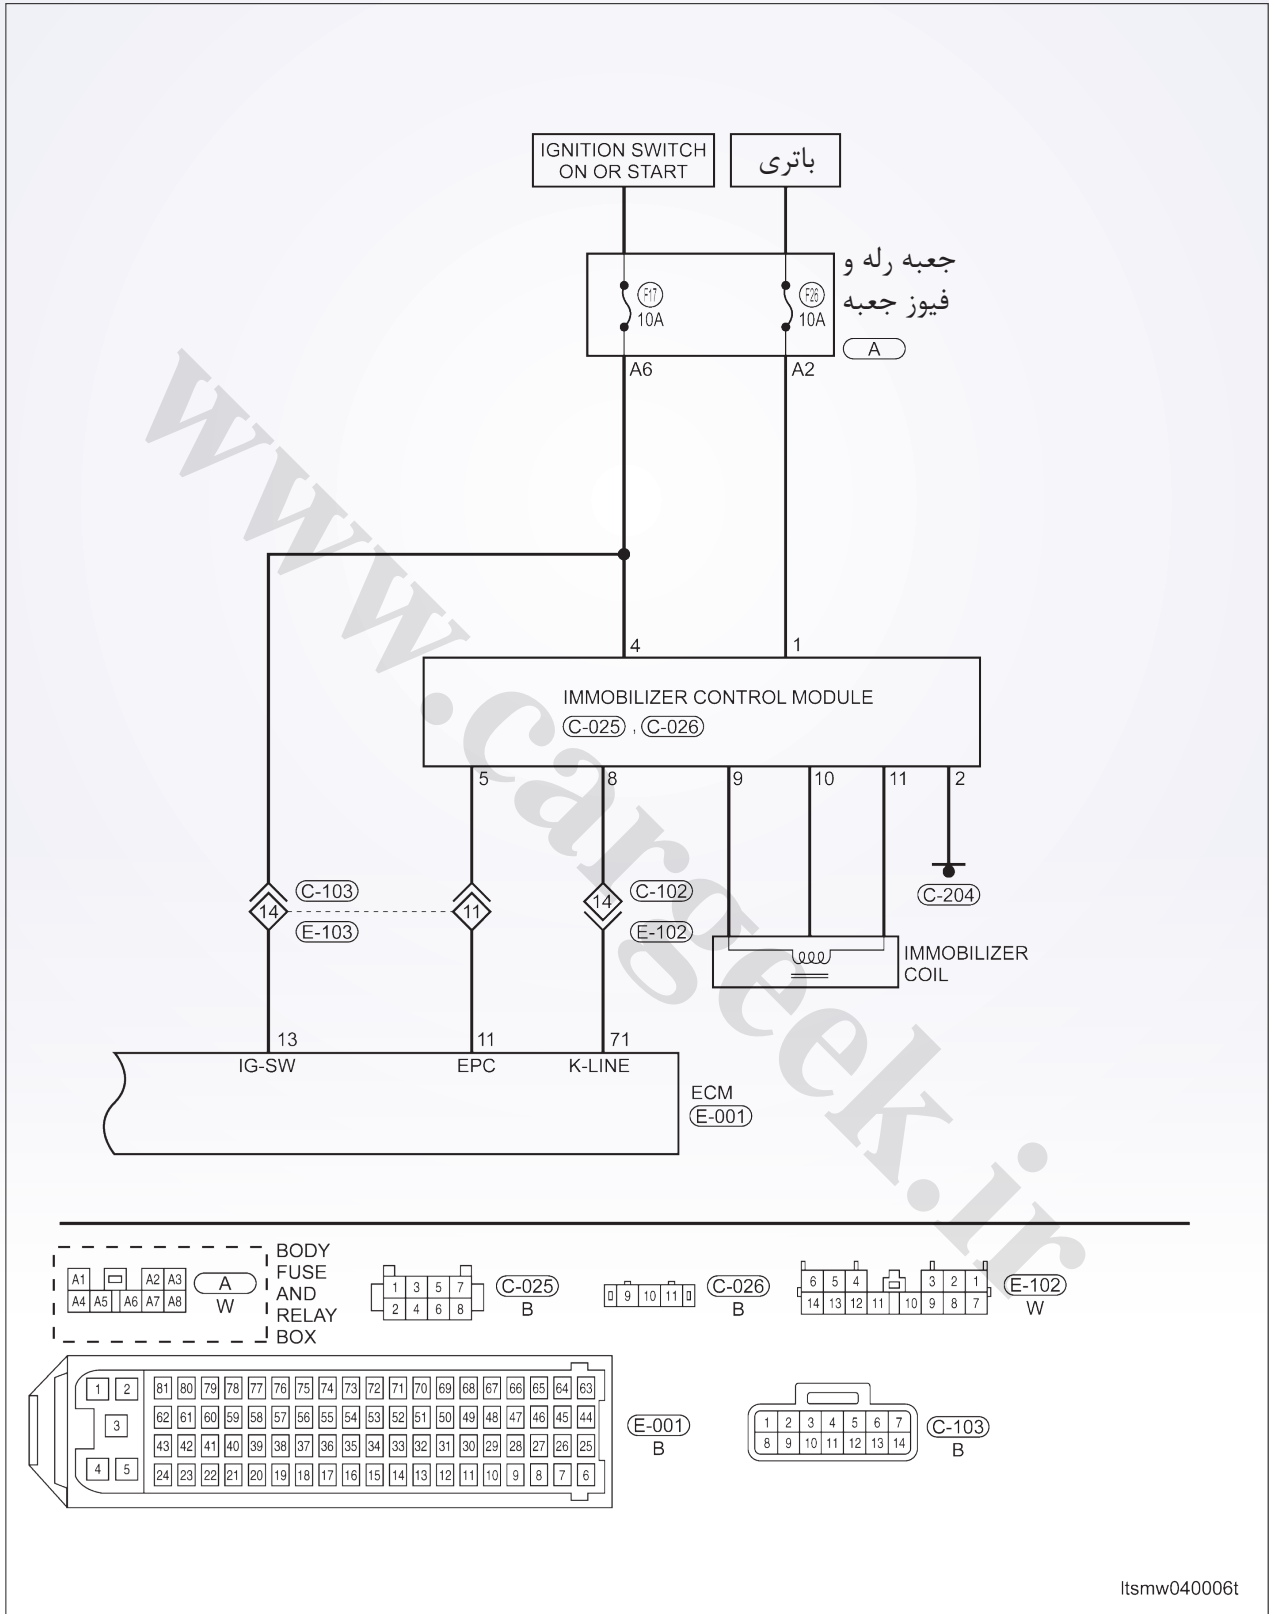 IGNITION SWITCH
ON OR START
باتری
جعبه رله و
فیوز جعبه
F17
10A
F26
10A
A
A6
A2
4
1
IMMOBILIZER CONTROL MODULE
C-025 , C-026
5
8
9
10
11
2
C-103
C-102
C-204
14
11
14
E-103
E-102
IMMOBILIZER
COIL
13
11
71
IG-SW
EPC
K-LINE
ECM
E-001
www.cargeek.ir
BODY
FUSE
AND
RELAY
BOX
A1 A2 A3
A4 A5 A6 A7 A8
A
W
1 3 5 7
2 4 6 8
C-025
B
9 10 11
C-026
B
6 5 4 3 2 1
14 13 12 11 10 9 8 7
E-102
W
1 2
3
4 5
81 80 79 78 77 76 75 74 73 72 71 70 69 68 67 66 65 64 63
62 61 60 59 58 57 56 55 54 53 52 51 50 49 48 47 46 45 44
43 42 41 40 39 38 37 36 35 34 33 32 31 30 29 28 27 26 25
24 23 22 21 20 19 18 17 16 15 14 13 12 11 10 9 8 7 6
E-001
B
1 2 3 4 5 6 7
8 9 10 11 12 13 14
C-103
B
ltsmw040006t